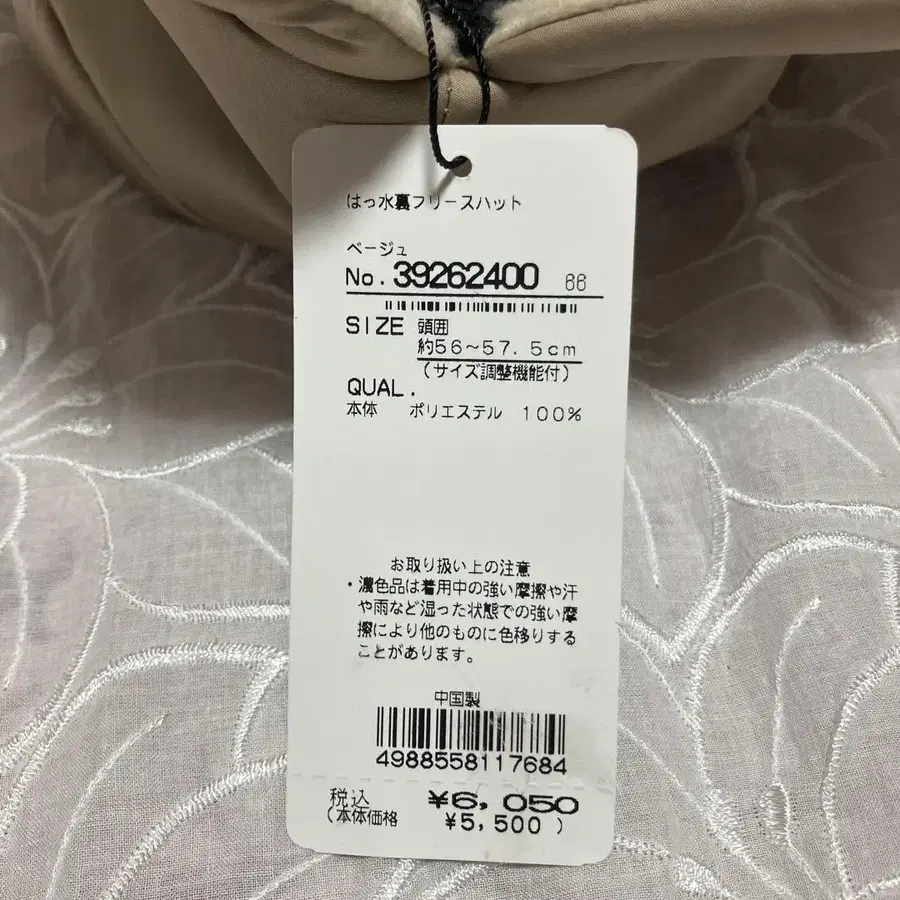 はっ水裏フリースハット
ベージュ
No. 39262400 88
SIZE 頭囲
約56~57.5cm
(サイズ調整機能付)
QUAL.
本体 ポリエステル 100%
お取り扱い上の注意
・濃色品は着用中の強い摩擦や汗
や雨など湿った状態での強い摩
擦により他のものに色移りする
ことがあります。
中国製
4988558117684
税込 ¥6,050
(本体価格 ¥5,500)